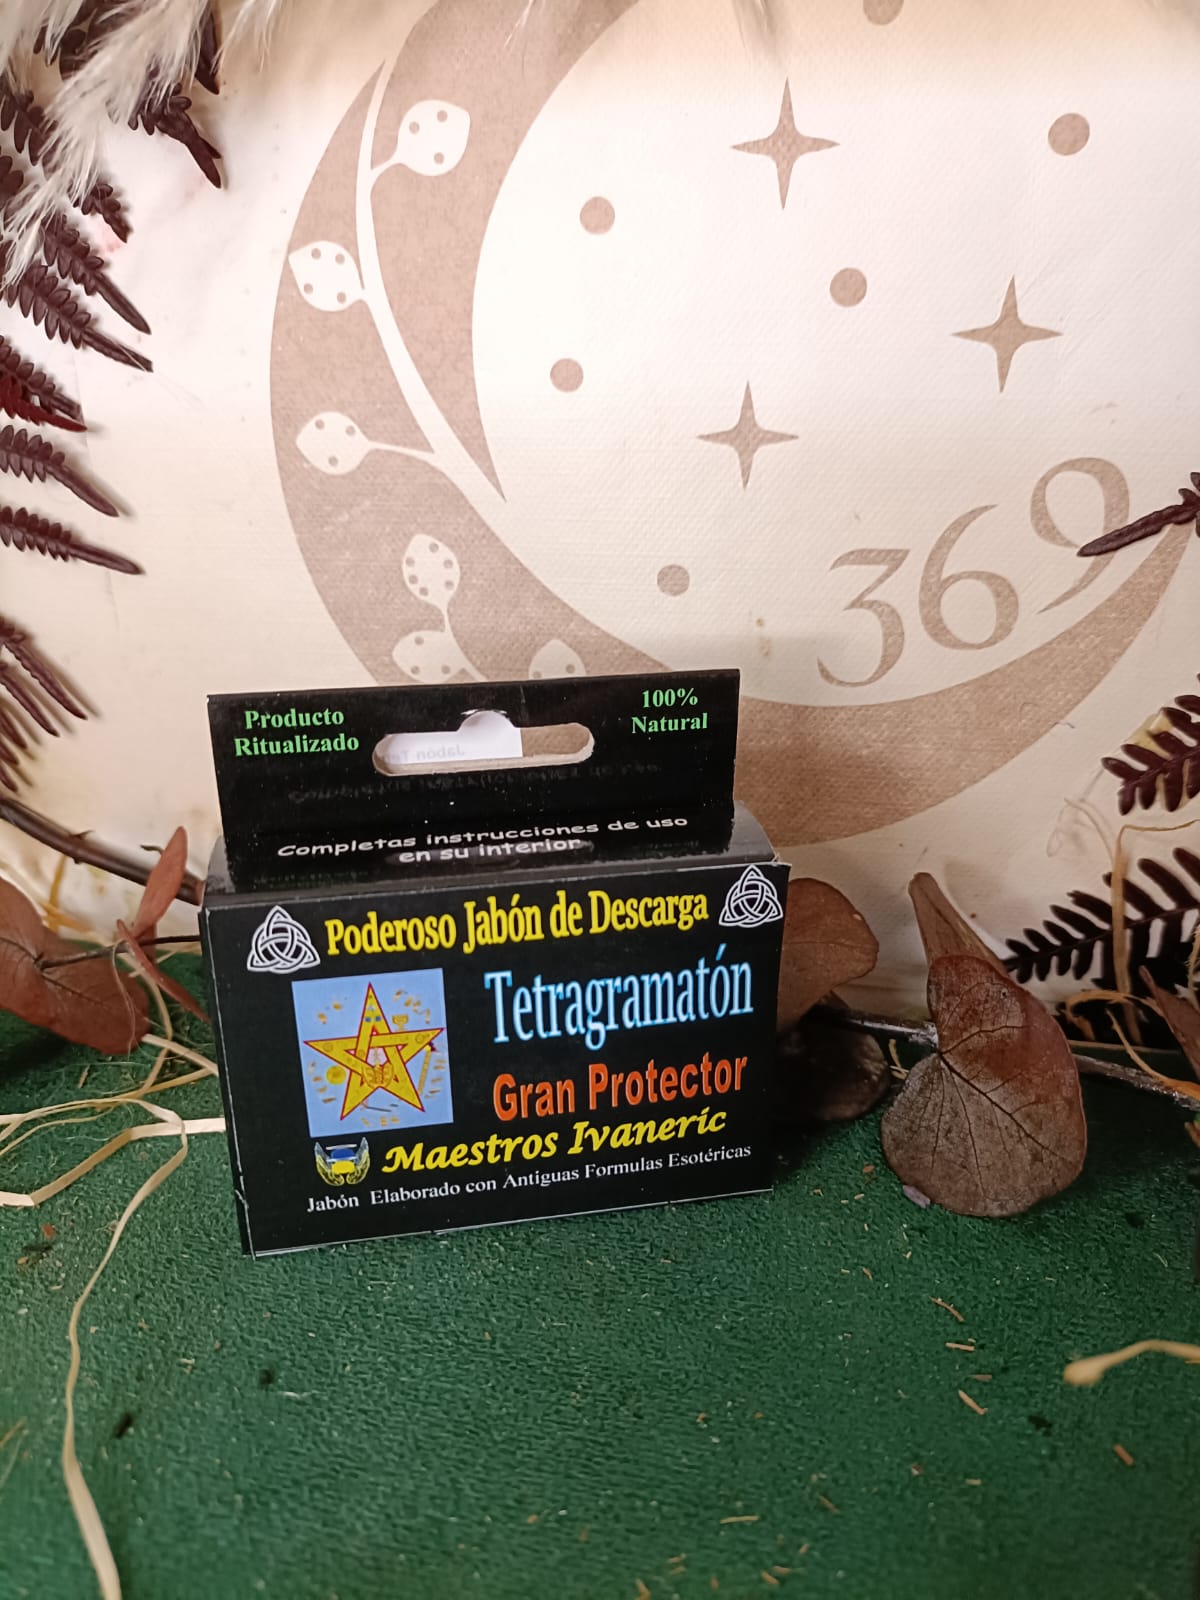 369
Producto
Ritualizado
100%
Natural
Completas instrucciones de uso
en su interior
Poderoso Jabón de Descarga
Tetragramatón
Gran Protector
Maestros Ivaneric
Jabón Elaborado con Antiguas Formulas Esotéricas